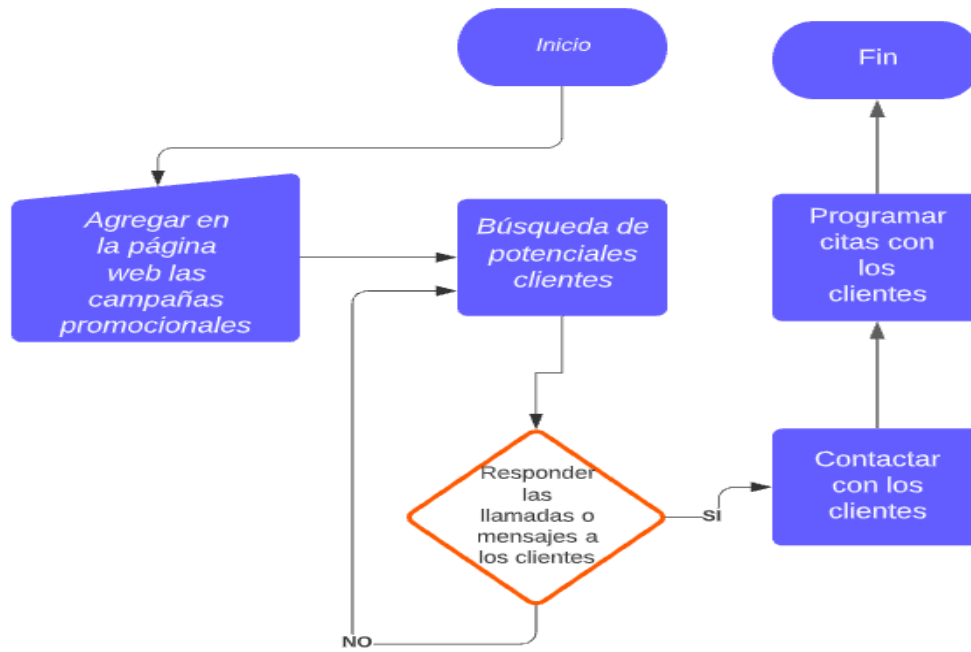 Inicio
Agregar en
la página
web las
campañas
promocionales
Búsqueda de
potenciales
clientes
Responder
las
llamadas o
mensajes a
los clientes
NO
SI
Contactar
con los
clientes
Programar
citas con
los
clientes
Fin